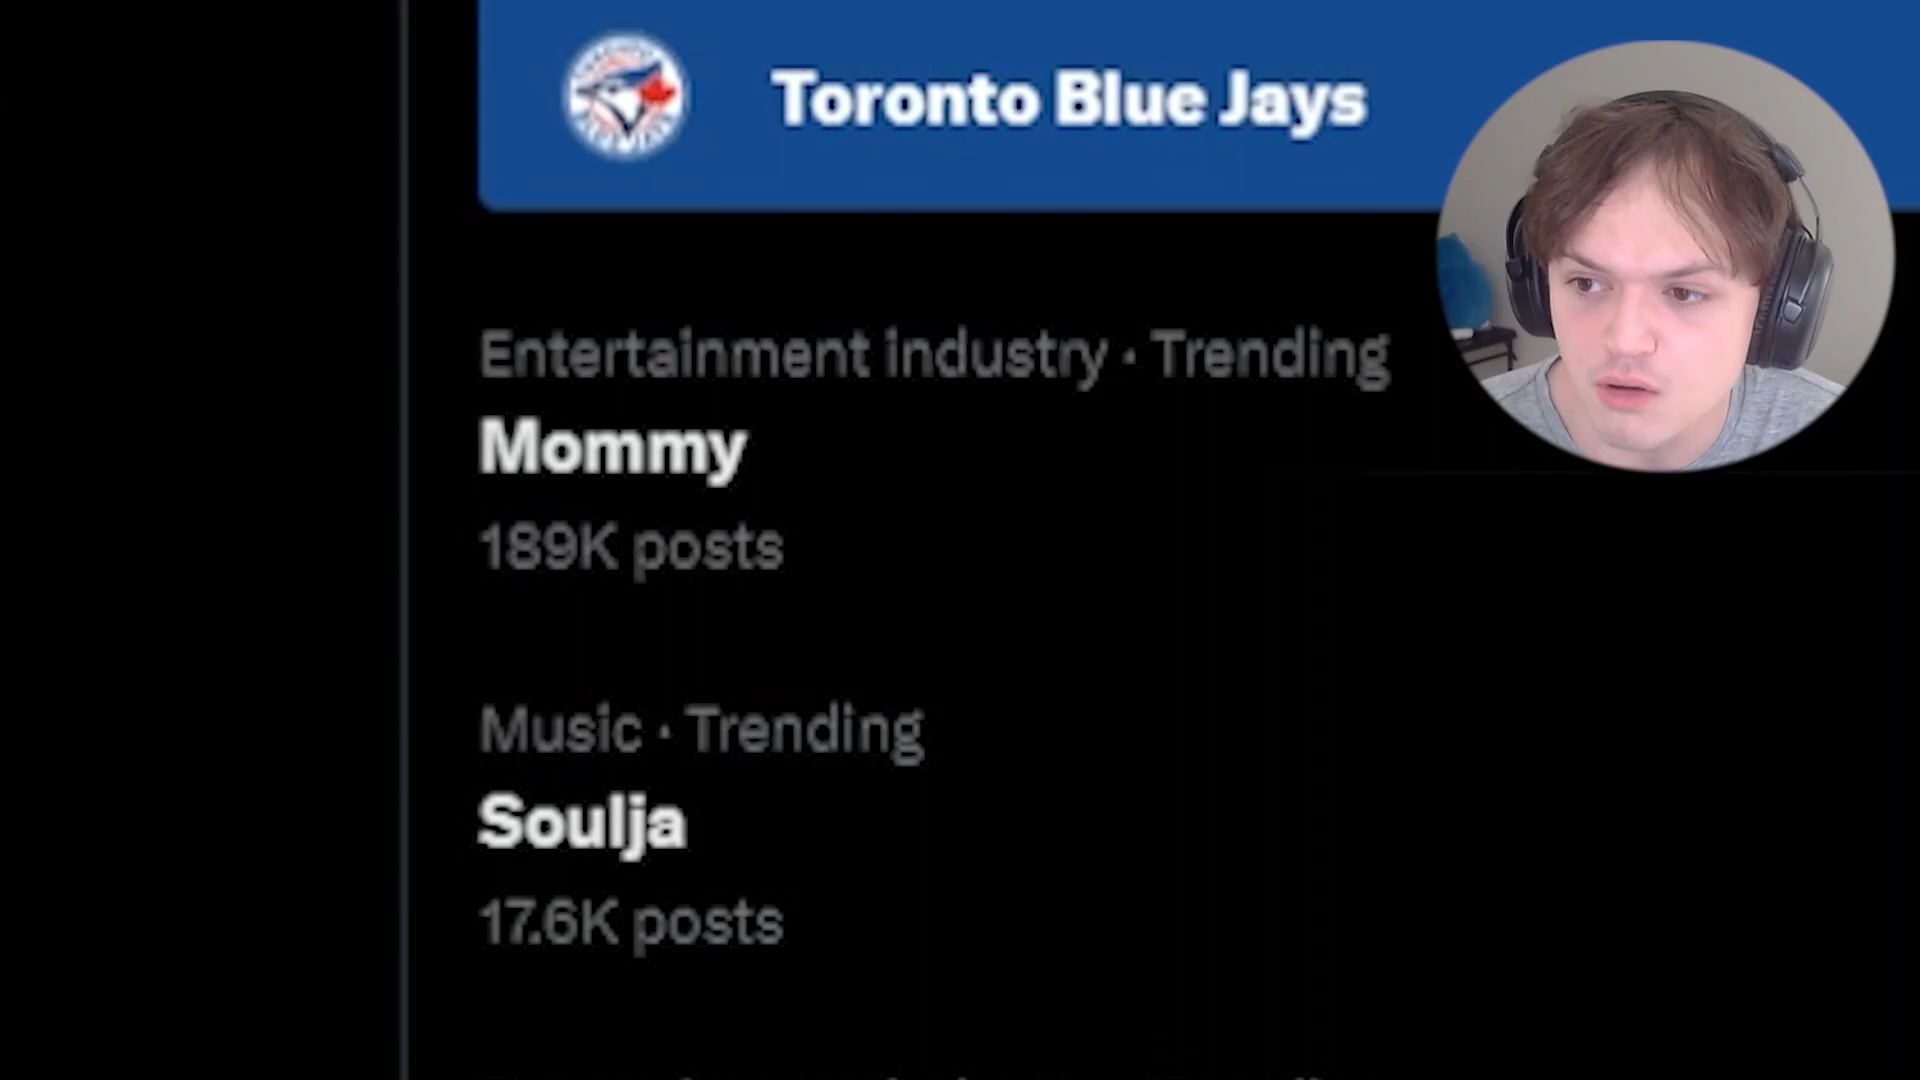 Toronto Blue Jays
Entertainment industry · Trending
Mommy
189K posts
Music · Trending
Soulja
17.6K posts